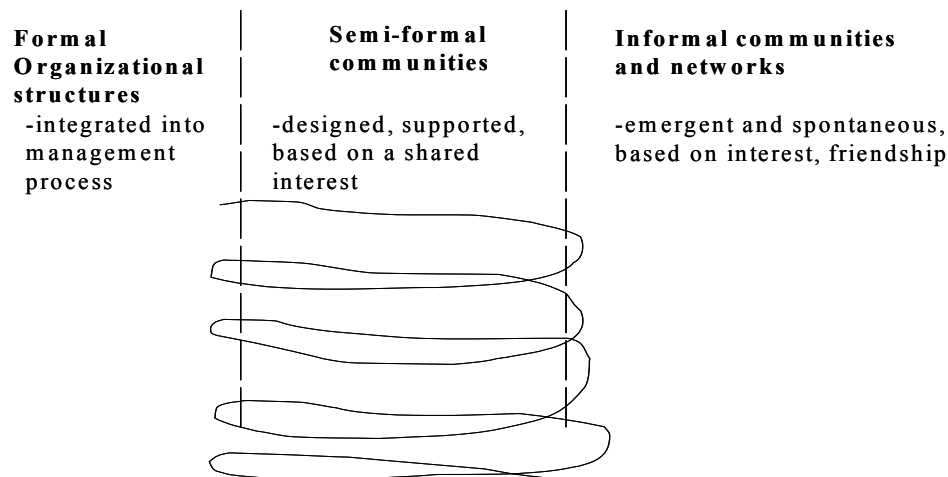 Formal
Organizational
structures
-integrated into
management
process
Semi-formal
communities
-designed, supported,
based on a shared
interest
Informal communities
and networks
-emergent and spontaneous,
based on interest, friendship